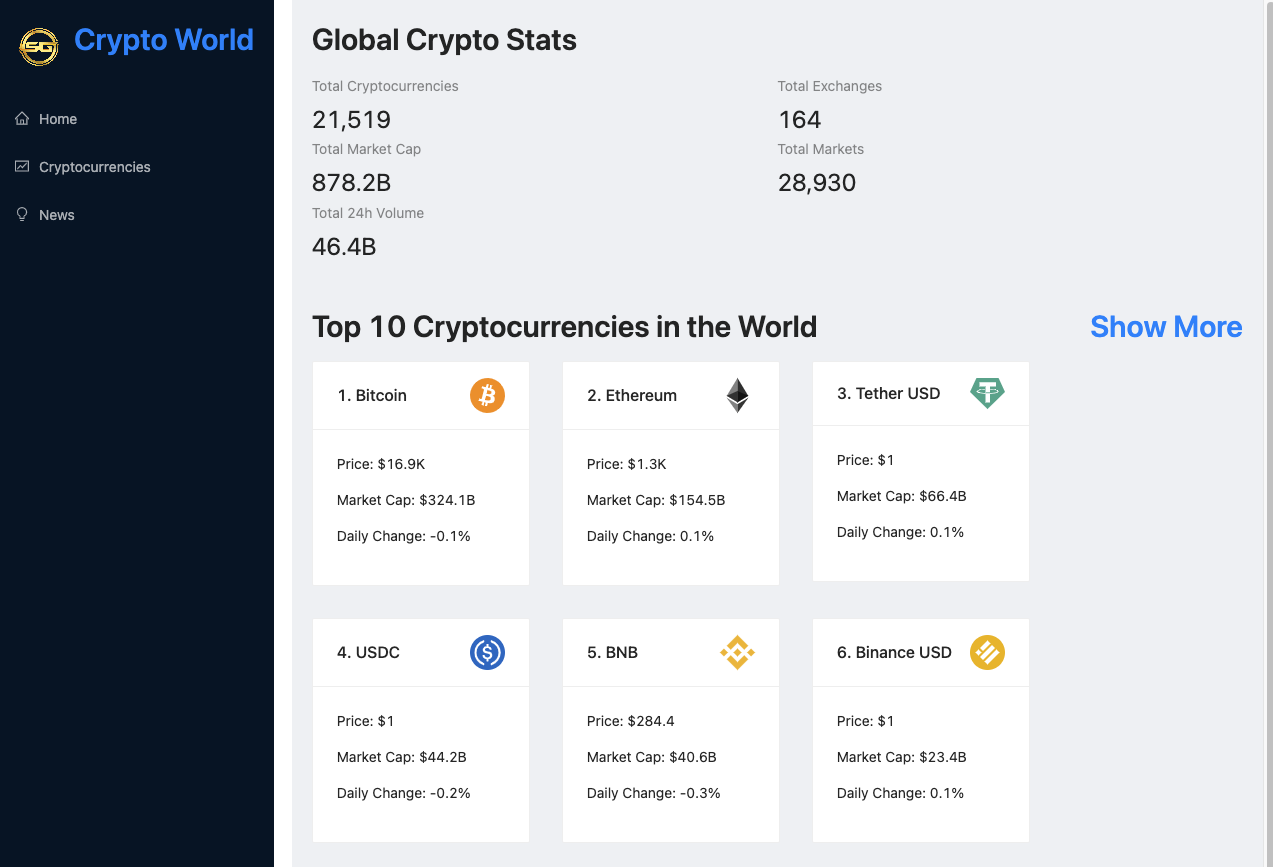 SG Crypto World
Home
Cryptocurrencies
News
Global Crypto Stats
Total Cryptocurrencies
21,519
Total Exchanges
164
Total Market Cap
878.2B
Total Markets
28,930
Total 24h Volume
46.4B
Top 10 Cryptocurrencies in the World
Show More
1. Bitcoin
Price: $16.9K
Market Cap: $324.1B
Daily Change: -0.1%
2. Ethereum
Price: $1.3K
Market Cap: $154.5B
Daily Change: 0.1%
3. Tether USD
Price: $1
Market Cap: $66.4B
Daily Change: 0.1%
4. USDC
Price: $1
Market Cap: $44.2B
Daily Change: -0.2%
5. BNB
Price: $284.4
Market Cap: $40.6B
Daily Change: -0.3%
6. Binance USD
Price: $1
Market Cap: $23.4B
Daily Change: 0.1%